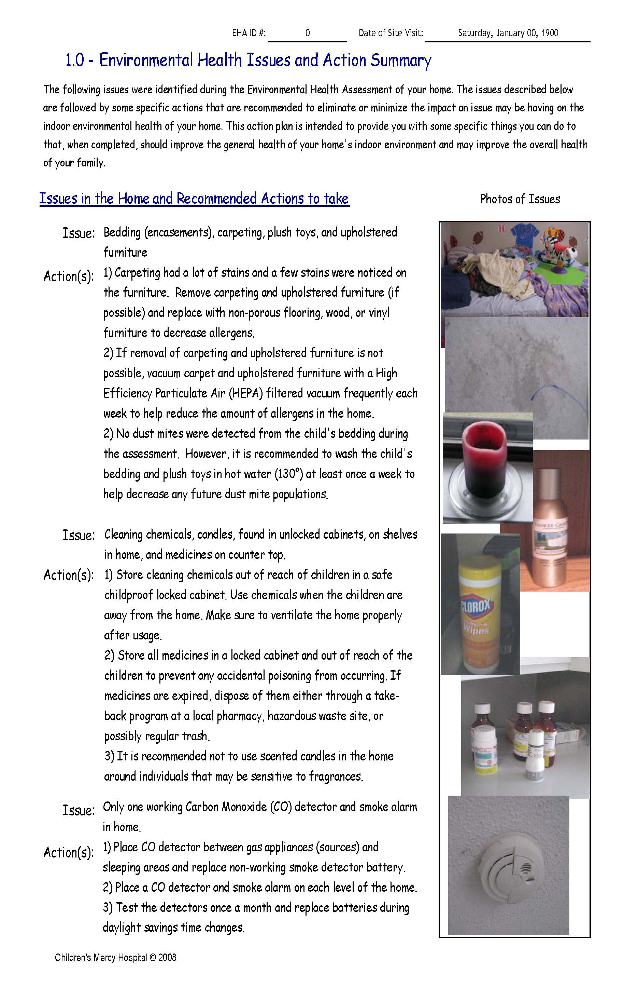 EHA ID #: 0 Date of Site Visit: Saturday, January 00, 1900
1.0 - Environmental Health Issues and Action Summary
The following issues were identified during the Environmental Health Assessment of your home. The issues described below
are followed by some specific actions that are recommended to eliminate or minimize the impact an issue may be having on the
indoor environmental health of your home. This action plan is intended to provide you with some specific things you can do to
that, when completed, should improve the general health of your home's indoor environment and may improve the overall health
of your family.
Issues in the Home and Recommended Actions to take
Photos of Issues
Issue: Bedding (encasements), carpeting, plush toys, and upholstered
furniture
Action(s): 1) Carpeting had a lot of stains and a few stains were noticed on
the furniture. Remove carpeting and upholstered furniture (if
possible) and replace with non-porous flooring, wood, or vinyl
furniture to decrease allergens.
2) If removal of carpeting and upholstered furniture is not
possible, vacuum carpet and upholstered furniture with a High
Efficiency Particulate Air (HEPA) filtered vacuum frequently each
week to help reduce the amount of allergens in the home.
2) No dust mites were detected from the child's bedding during
the assessment. However, it is recommended to wash the child's
bedding and plush toys in hot water (130°) at least once a week to
help decrease any future dust mite populations.
Issue: Cleaning chemicals, candles, found in unlocked cabinets, on shelves
in home, and medicines on counter top.
Action(s): 1) Store cleaning chemicals out of reach of children in a safe
childproof locked cabinet. Use chemicals when the children are
away from the home. Make sure to ventilate the home properly
after usage.
2) Store all medicines in a locked cabinet and out of reach of the
children to prevent any accidental poisoning from occurring. If
medicines are expired, dispose of them either through a take-
back program at a local pharmacy, hazardous waste site, or
possibly regular trash.
3) It is recommended not to use scented candles in the home
around individuals that may be sensitive to fragrances.
Issue: Only one working Carbon Monoxide (CO) detector and smoke alarm
in home.
Action(s): 1) Place CO detector between gas appliances (sources) and
sleeping areas and replace non-working smoke detector battery.
2) Place a CO detector and smoke alarm on each level of the home.
3) Test the detectors once a month and replace batteries during
daylight savings time changes.
CLOROX
Wipes
Children's Mercy Hospital © 2008